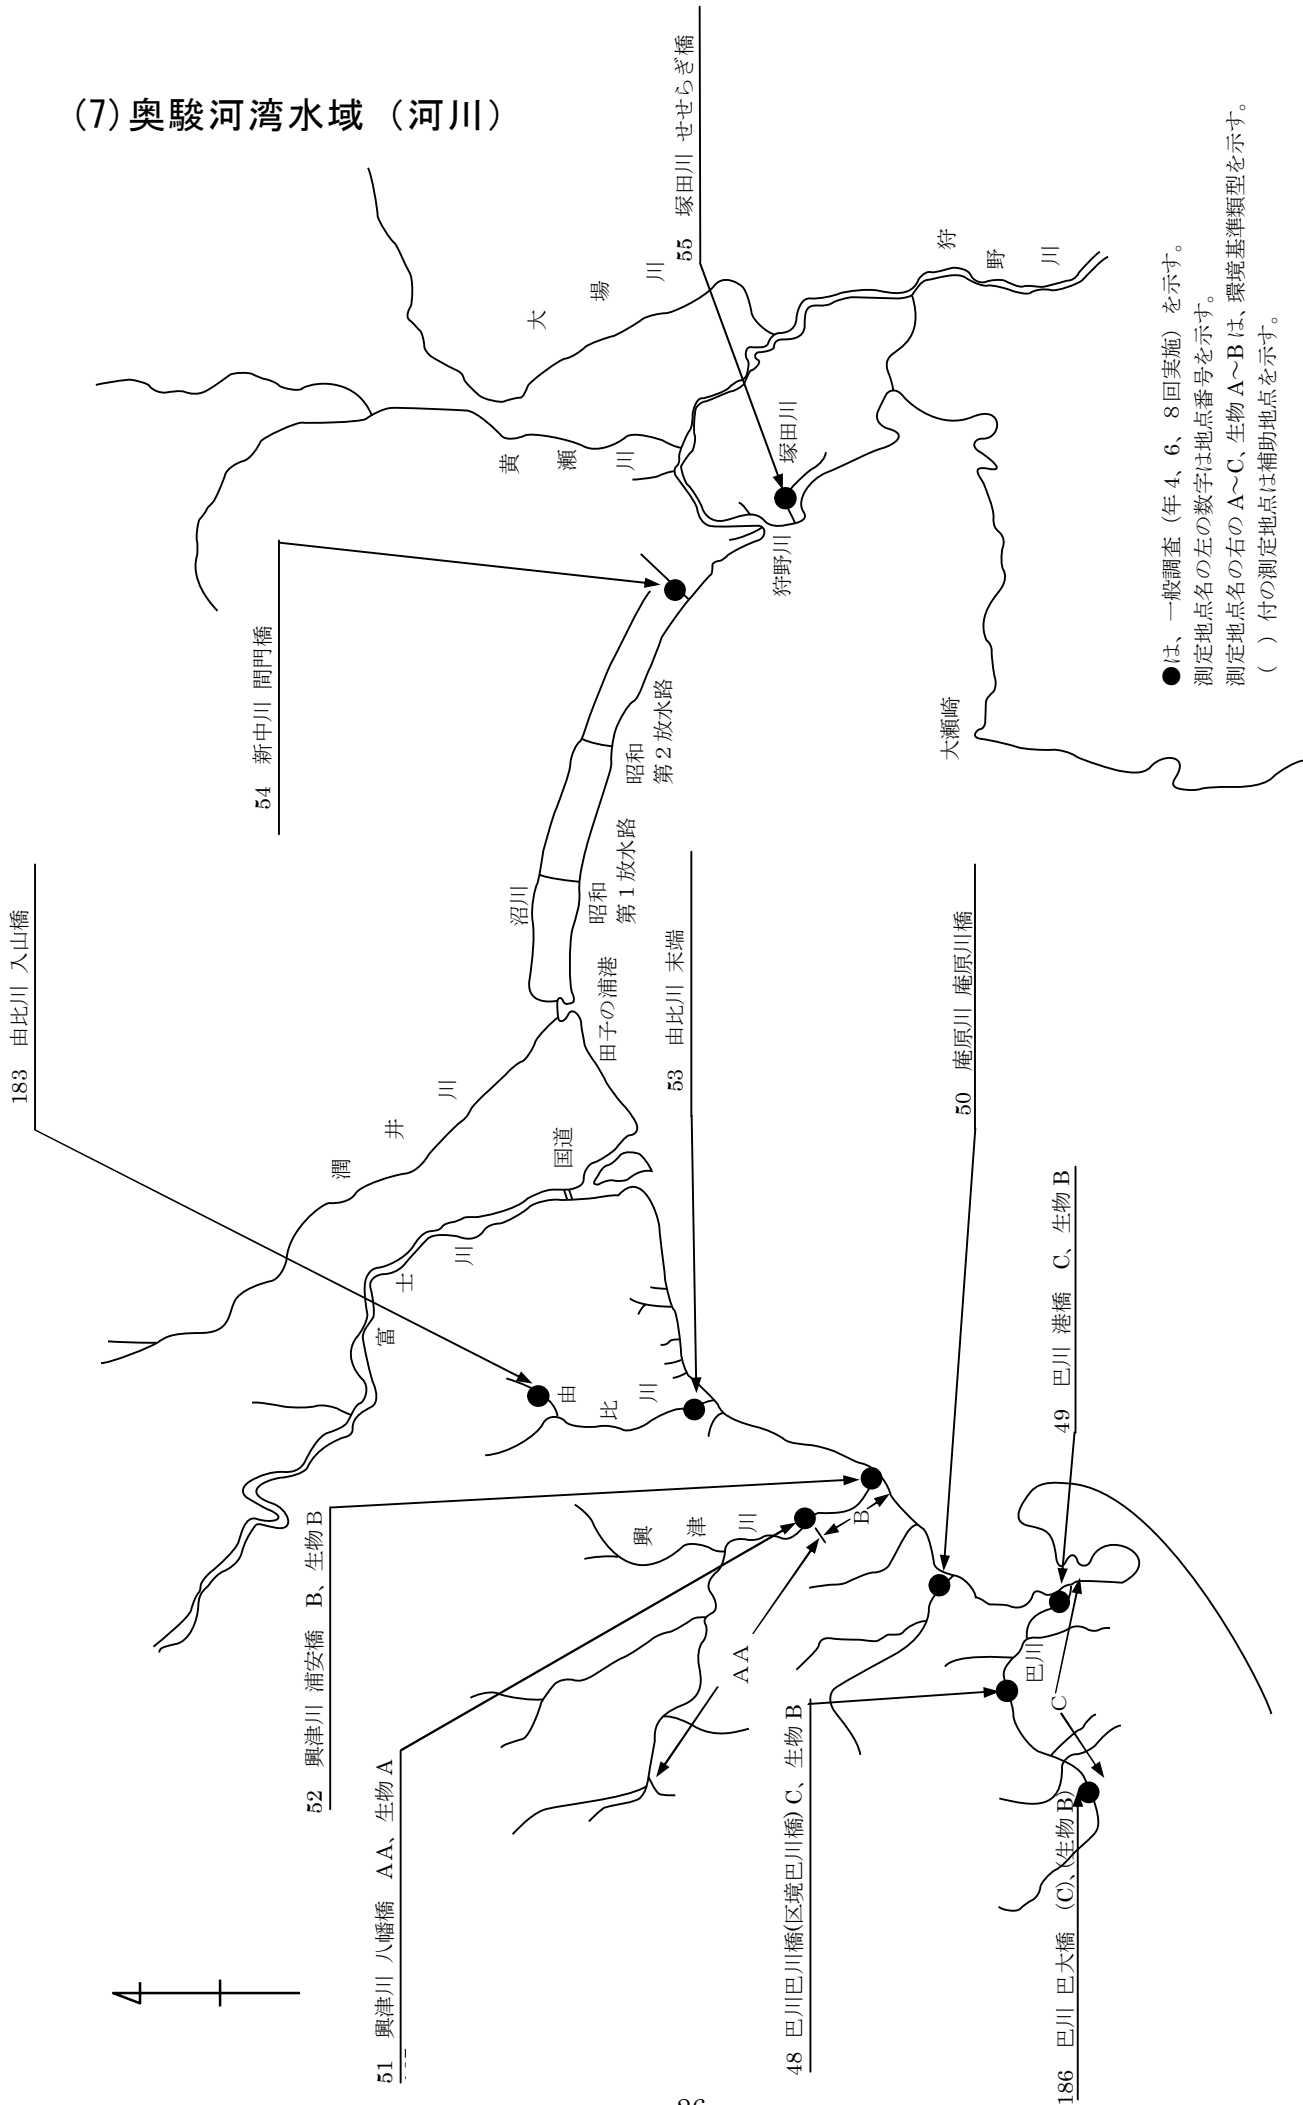 (7)奥駿河湾水域（河川）
55 塚田川 せせらぎ橋
狩野川
大場川
黄瀬川
塚田川
狩野川
54 新中川 間門橋
昭和
第2放水路
大瀬崎
沼川
昭和
第1放水路
田子の浦港
183 由比川 入山橋
53 由比川 末端
50 庵原川 庵原川橋
潤井川
国道
富士川
由比川
49 巴川 港橋 C、生物B
52 興津川 浦安橋 B、生物B
興津川
B
AA
巴川
C
51 興津川 八幡橋 AA、生物A
48 巴川巴川橋(区境巴川橋)C、生物B
186 巴川 巴大橋 (C)、(生物B)
●は、一般調査（年4、6、8回実施）を示す。
測定地点名の左の数字は地点番号を示す。
測定地点名の右のA～C、生物A～Bは、環境基準類型を示す。
（ ）付の測定地点は補助地点を示す。